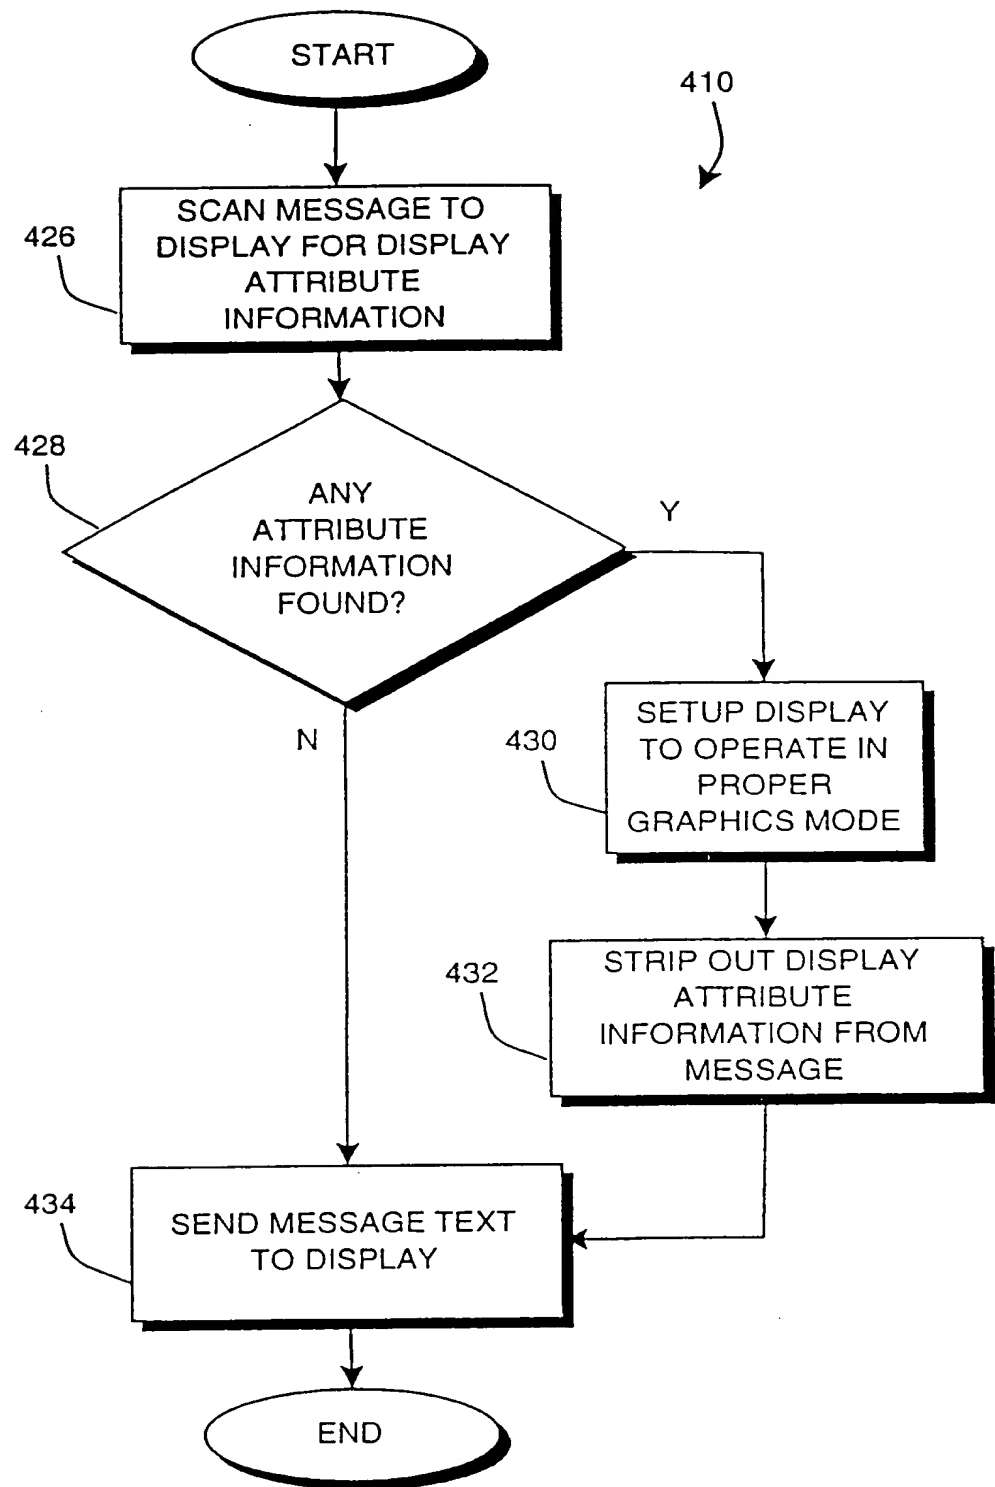 START
410
426
SCAN MESSAGE TO
DISPLAY FOR DISPLAY
ATTRIBUTE
INFORMATION
428
ANY
ATTRIBUTE
INFORMATION
FOUND?
Y
N
430
SETUP DISPLAY
TO OPERATE IN
PROPER
GRAPHICS MODE
432
STRIP OUT DISPLAY
ATTRIBUTE
INFORMATION FROM
MESSAGE
434
SEND MESSAGE TEXT
TO DISPLAY
END